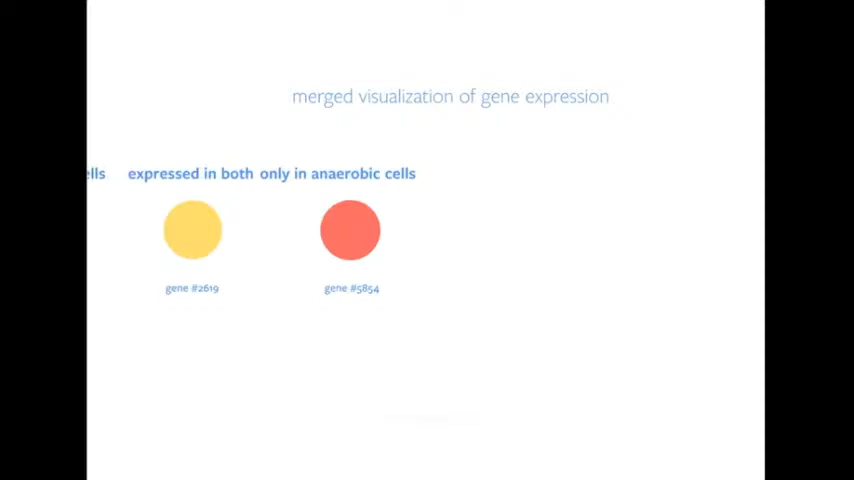 merged visualization of gene expression
ells expressed in both only in anaerobic cells
gene #2619 gene #5854